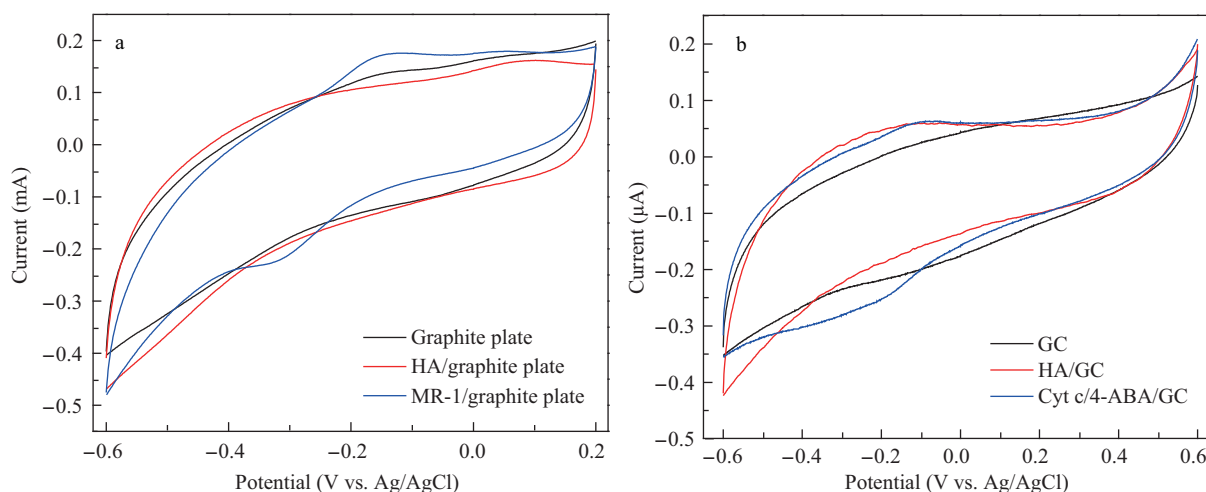 a
0.2
0.1
0.0
−0.1
−0.2
−0.3
−0.4
−0.5
Current (mA)
Graphite plate
HA/graphite plate
MR-1/graphite plate
−0.6
−0.4
−0.2
0.0
0.2
Potential (V vs. Ag/AgCl)
b
0.2
0.1
0.0
−0.1
−0.2
−0.3
−0.4
−0.5
Current (μA)
GC
HA/GC
Cyt c/4-ABA/GC
−0.6
−0.4
−0.2
0.0
0.2
0.4
0.6
Potential (V vs. Ag/AgCl)